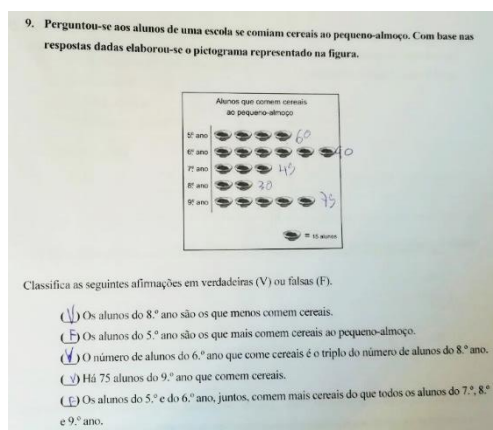 9. Perguntou-se aos alunos de uma escola se comiam cereais ao pequeno-almoço. Com base nas
respostas dadas elaborou-se o pictograma representado na figura.
Alunos que comem cereais
ao pequeno-almoço
5º ano 60
6º ano 90
7º ano 45
8º ano 30
9º ano 75
= 15 alunos
Classifica as seguintes afirmações em verdadeiras (V) ou falsas (F).
(V) Os alunos do 8.º ano são os que menos comem cereais.
(F) Os alunos do 5.º ano são os que mais comem cereais ao pequeno-almoço.
(V) O número de alunos do 6.º ano que come cereais é o triplo do número de alunos do 8.º ano.
(V) Há 75 alunos do 9.º ano que comem cereais.
(F) Os alunos do 5.º e do 6.º ano, juntos, comem mais cereais do que todos os alunos do 7.º, 8.º
e 9.º ano.